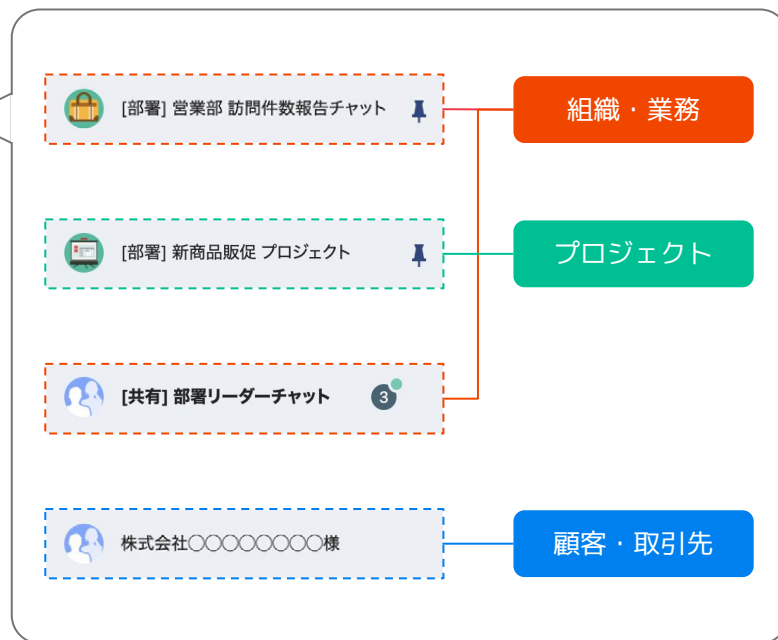 [部署] 営業部 訪問件数報告チャット
組織・業務
[部署] 新商品販促 プロジェクト
プロジェクト
[共有] 部署リーダーチャット
3
株式会社〇〇〇〇〇〇〇〇様
顧客・取引先